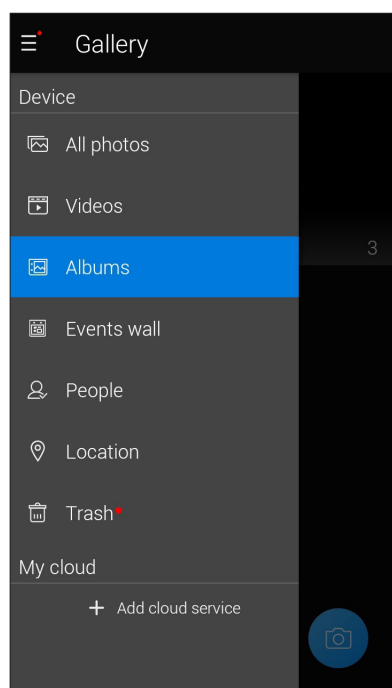 Gallery
Device
All photos
Videos
Albums
3
Events wall
People
Location
Trash
My cloud
+ Add cloud service